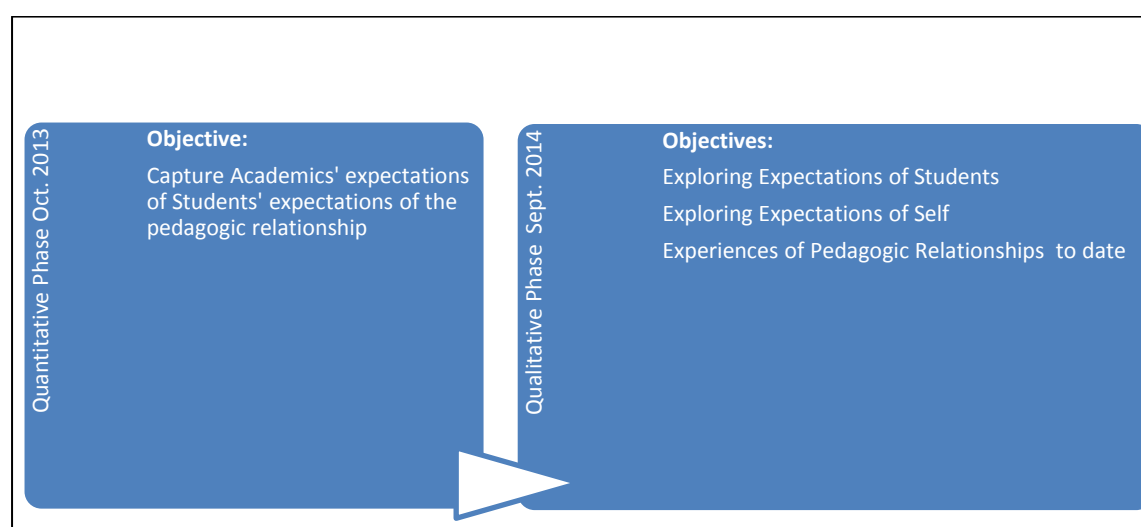 Quantitative Phase Oct. 2013
Objective:
Capture Academics' expectations
of Students' expectations of the
pedagogic relationship
Qualitative Phase Sept. 2014
Objectives:
Exploring Expectations of Students
Exploring Expectations of Self
Experiences of Pedagogic Relationships to date